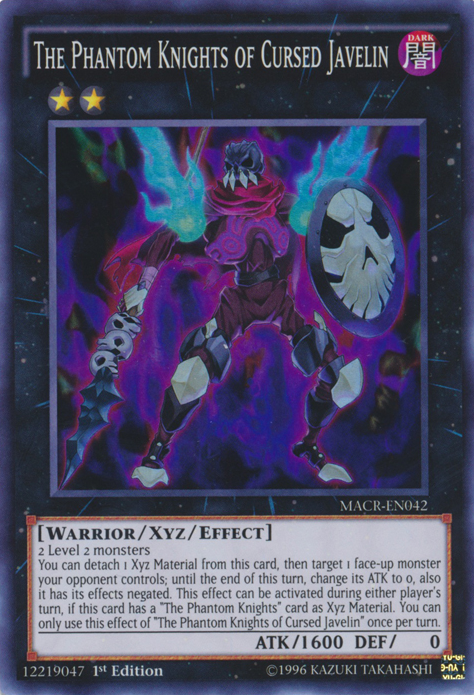 THE PHANTOM KNIGHTS OF CURSED JAVELIN
DARK
闇
MACR-EN042
[WARRIOR/XYZ/EFFECT]
2 Level 2 monsters
You can detach 1 Xyz Material from this card, then target 1 face-up monster
your opponent controls; until the end of this turn, change its ATK to 0, also
it has its effects negated. This effect can be activated during either player's
turn, if this card has a "The Phantom Knights" card as Xyz Material. You can
only use this effect of "The Phantom Knights of Cursed Javelin" once per turn.
ATK/1600 DEF/ 0
12219047 1st Edition ©1996 KAZUKI TAKAHASHI